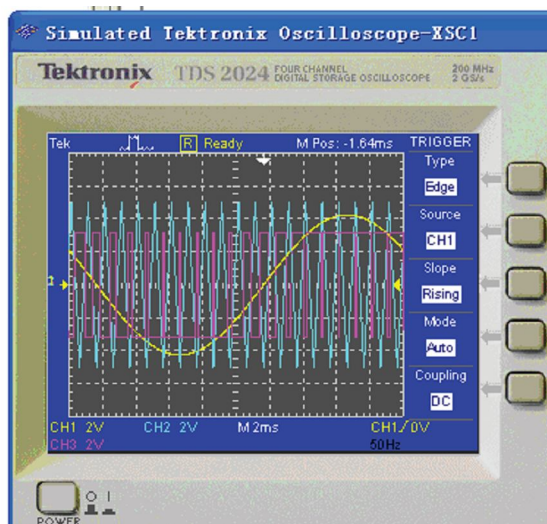 Simulated Tektronix Oscilloscope-XSC1
Tektronix TDS 2024 FOUR CHANNEL DIGITAL STORAGE OSCILLOSCOPE 200 MHz 2 GS/s
Tek R Ready M Pos: -1.64ms TRIGGER
Type
Edge
Source
CH1
Slope
Rising
Mode
Auto
Coupling
DC
CH1 2V CH2 2V M 2ms CH1 / 0V
CH3 2V 50Hz
POWER